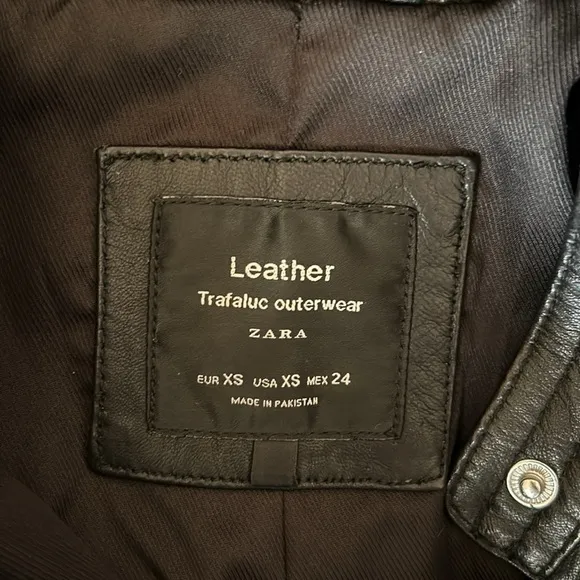 Leather
Trafaluc outerwear
ZARA
EUR XS USA XS MEX 24
MADE IN PAKISTAN